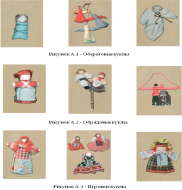 Рисунок А.1 - Обереговые куклы
Рисунок А.2 - Обрядовые куклы
Рисунок А.3 - Игровые куклы